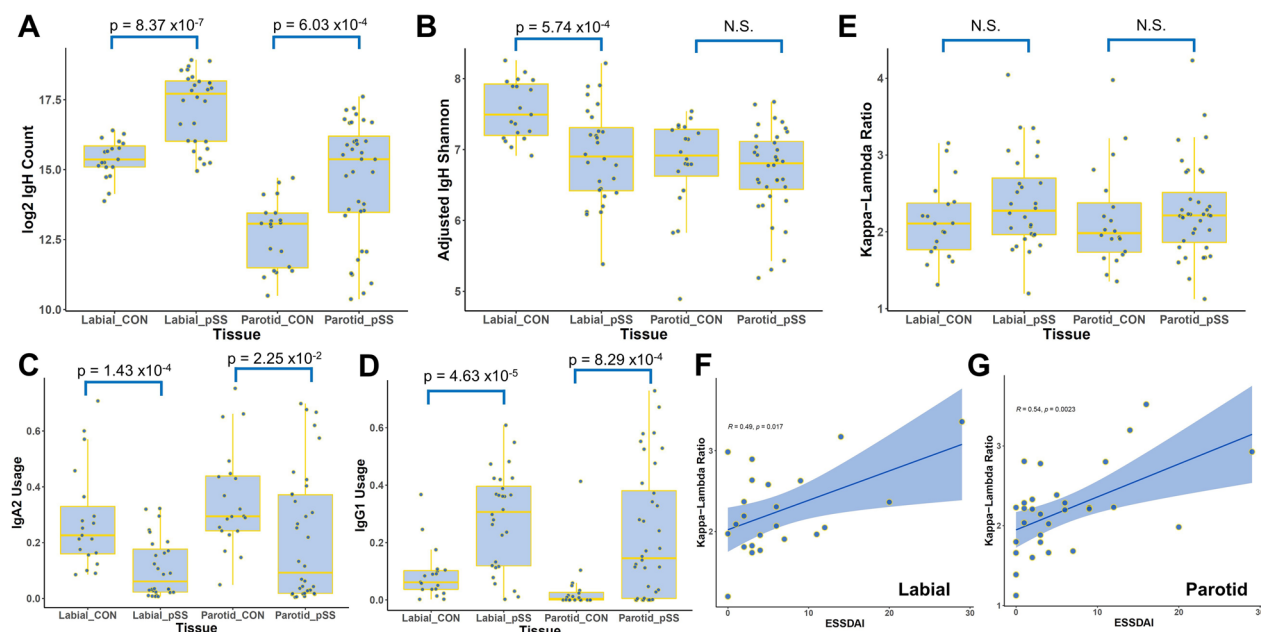 A
p = 8.37 x10-7
p = 6.03 x10-4
log2 IgH Count
17.5
15.0
12.5
10.0
Labial_CON
Labial_pSS
Parotid_CON
Parotid_pSS
Tissue
B
p = 5.74 x10-4
N.S.
Adjusted IgH Shannon
8
7
6
5
Labial_CON
Labial_pSS
Parotid_CON
Parotid_pSS
Tissue
E
N.S.
N.S.
Kappa-Lambda Ratio
4
3
2
1
Labial_CON
Labial_pSS
Parotid_CON
Parotid_pSS
Tissue
C
p = 1.43 x10-4
p = 2.25 x10-2
IgA2 Usage
0.6
0.4
0.2
0.0
Labial_CON
Labial_pSS
Parotid_CON
Parotid_pSS
Tissue
D
p = 4.63 x10-5
p = 8.29 x10-4
IgG1 Usage
0.6
0.4
0.2
0.0
Labial_CON
Labial_pSS
Parotid_CON
Parotid_pSS
Tissue
F
R = 0.49, p = 0.017
Kappa-Lambda Ratio
4
3
2
0
10
20
30
ESSDAI
Labial
G
R = 0.54, p = 0.0023
Kappa-Lambda Ratio
4
3
2
1
0
10
20
30
ESSDAI
Parotid